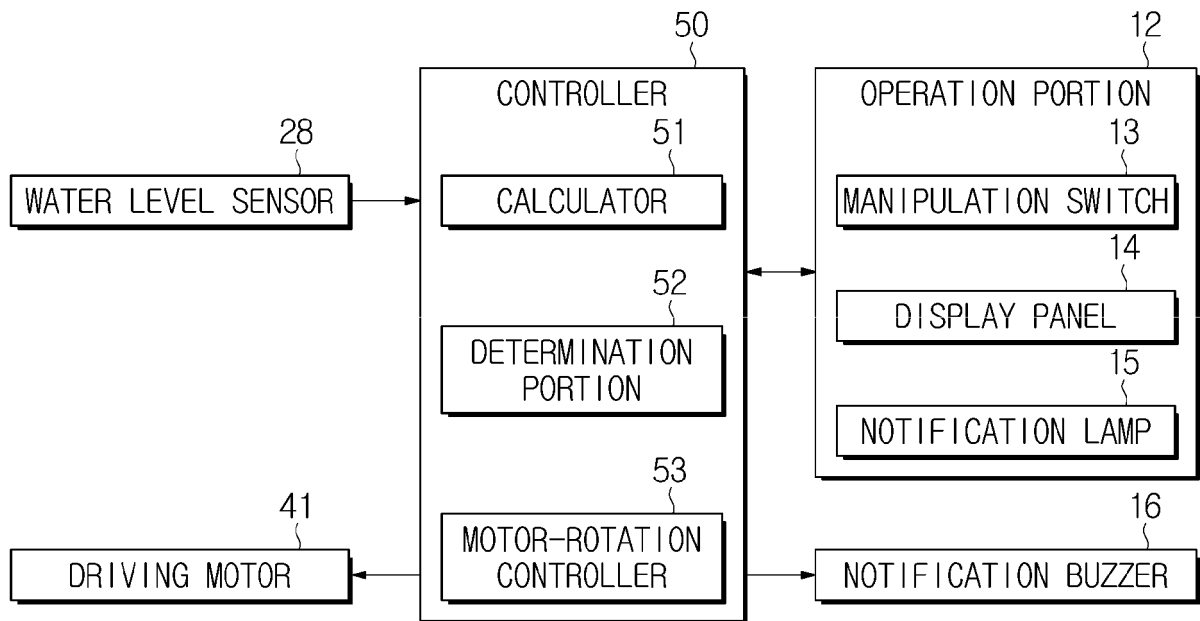 50
CONTROLLER
28
WATER LEVEL SENSOR
51
CALCULATOR
52
DETERMINATION
PORTION
53
MOTOR-ROTATION
CONTROLLER
41
DRIVING MOTOR
12
OPERATION PORTION
13
MANIPULATION SWITCH
14
DISPLAY PANEL
15
NOTIFICATION LAMP
16
NOTIFICATION BUZZER